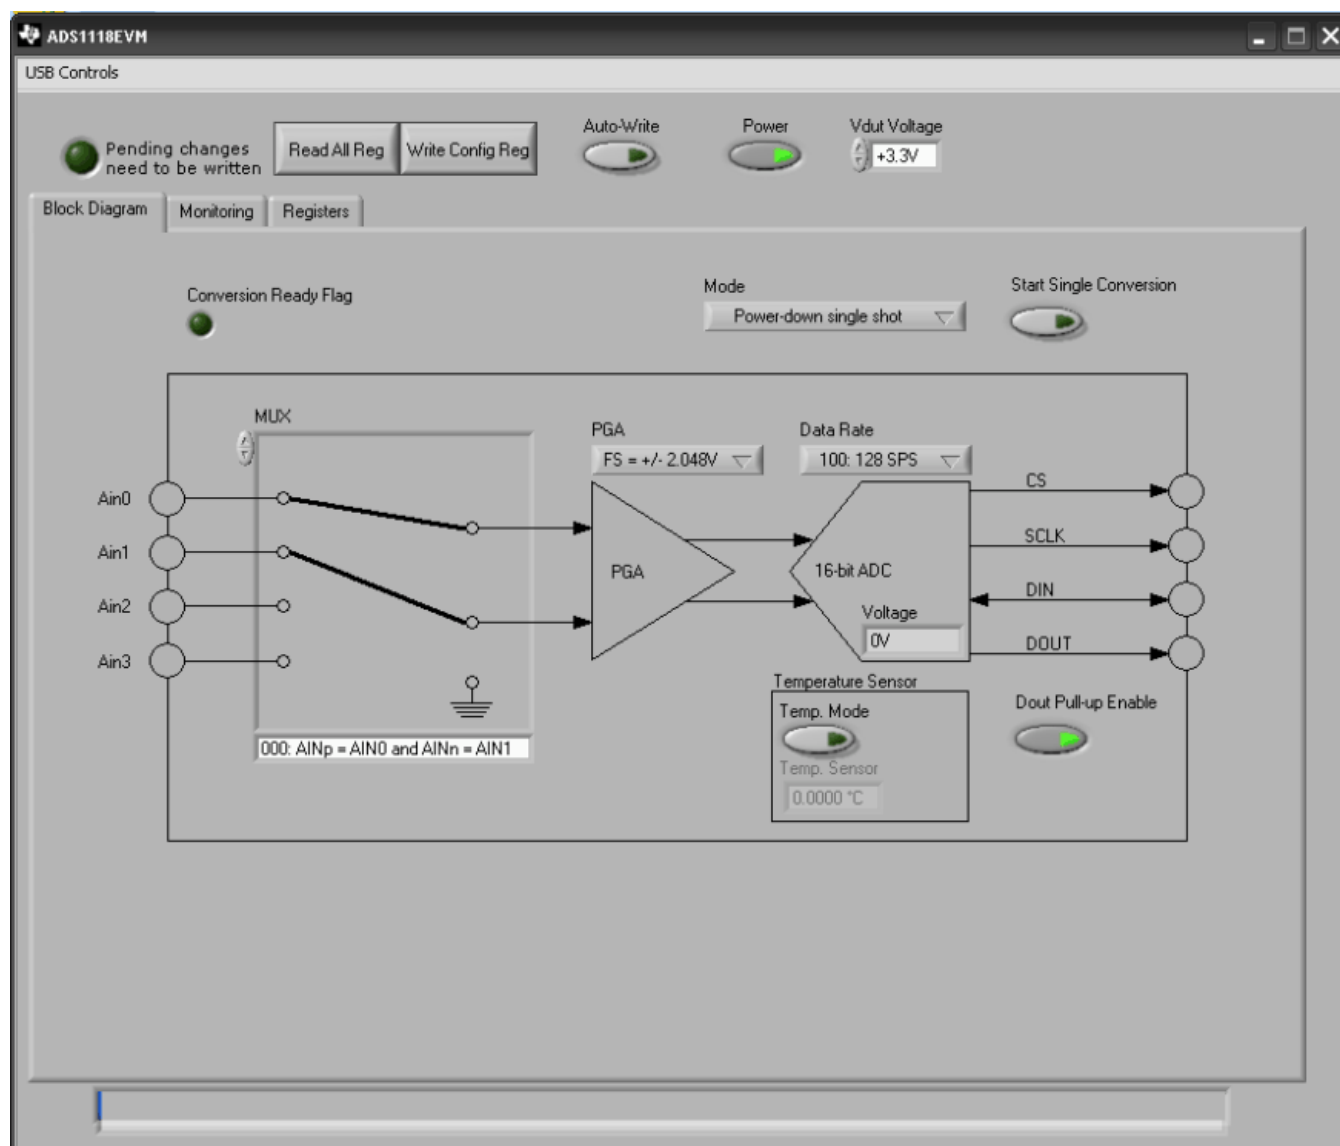 ADS1118EVM
USB Controls
Pending changes
need to be written
Read All Reg
Write Config Reg
Auto-Write
Power
Vdut Voltage
+3.3V
Block Diagram
Monitoring
Registers
Conversion Ready Flag
Mode
Power-down single shot
Start Single Conversion
MUX
PGA
FS = +/- 2.048V
Data Rate
100: 128 SPS
Ain0
Ain1
Ain2
Ain3
PGA
16-bit ADC
Voltage
0V
CS
SCLK
DIN
DOUT
000: AINp = AIN0 and AINn = AIN1
Temperature Sensor
Temp. Mode
Temp. Sensor
0.0000 °C
Dout Pull-up Enable